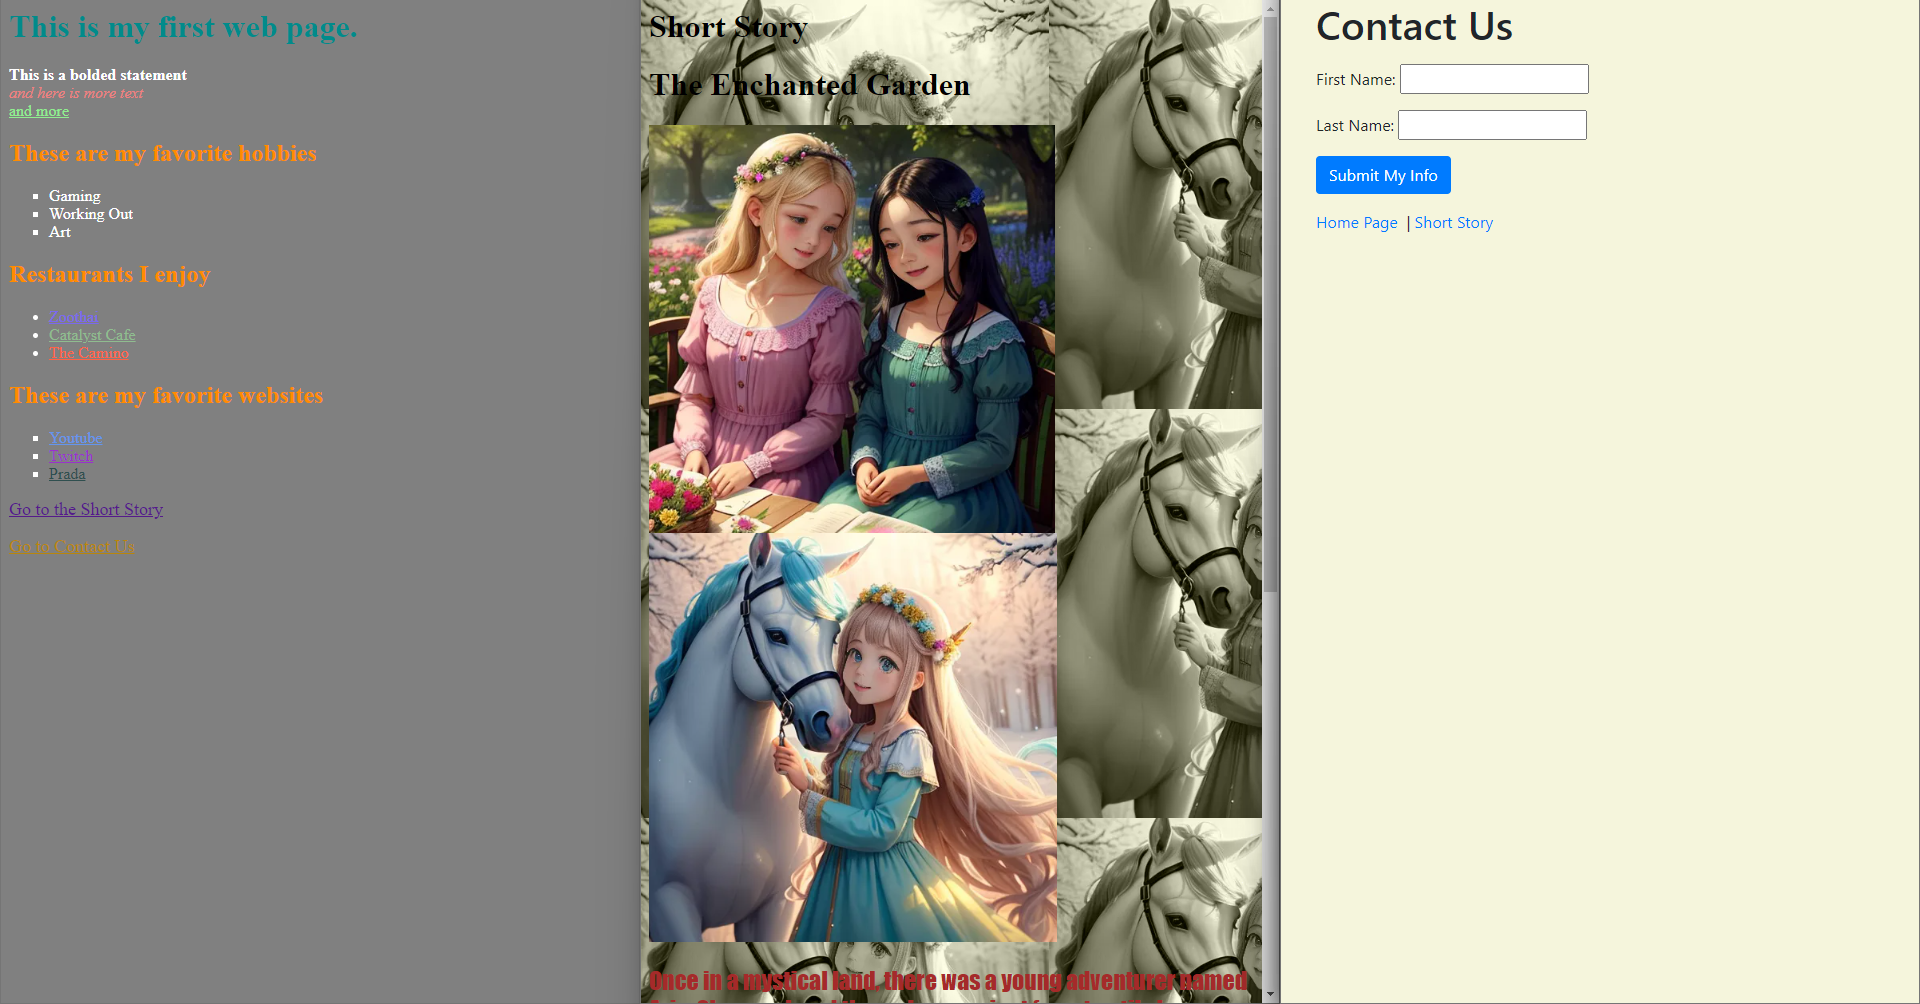 This is my first web page.
This is a bolded statement
and here is more text
and more
These are my favorite hobbies
Gaming
Working Out
Art
Restaurants I enjoy
Catalyst Cafe
The Camino
These are my favorite websites
Youtube
Twitch
Prada
Go to the Short Story
Go to Contact Us
Short Story
The Enchanted Garden
Once in a mystical land, there was a young adventurer named
Contact Us
First Name:
Last Name:
Submit My Info
Home Page | Short Story